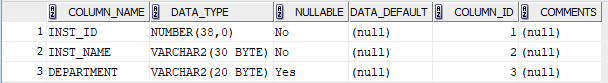 COLUMN_NAME DATA_TYPE NULLABLE DATA_DEFAULT COLUMN_ID COMMENTS
1 INST_ID NUMBER(38,0) No (null) 1 (null)
2 INST_NAME VARCHAR2(30 BYTE) No (null) 2 (null)
3 DEPARTMENT VARCHAR2(20 BYTE) Yes (null) 3 (null)